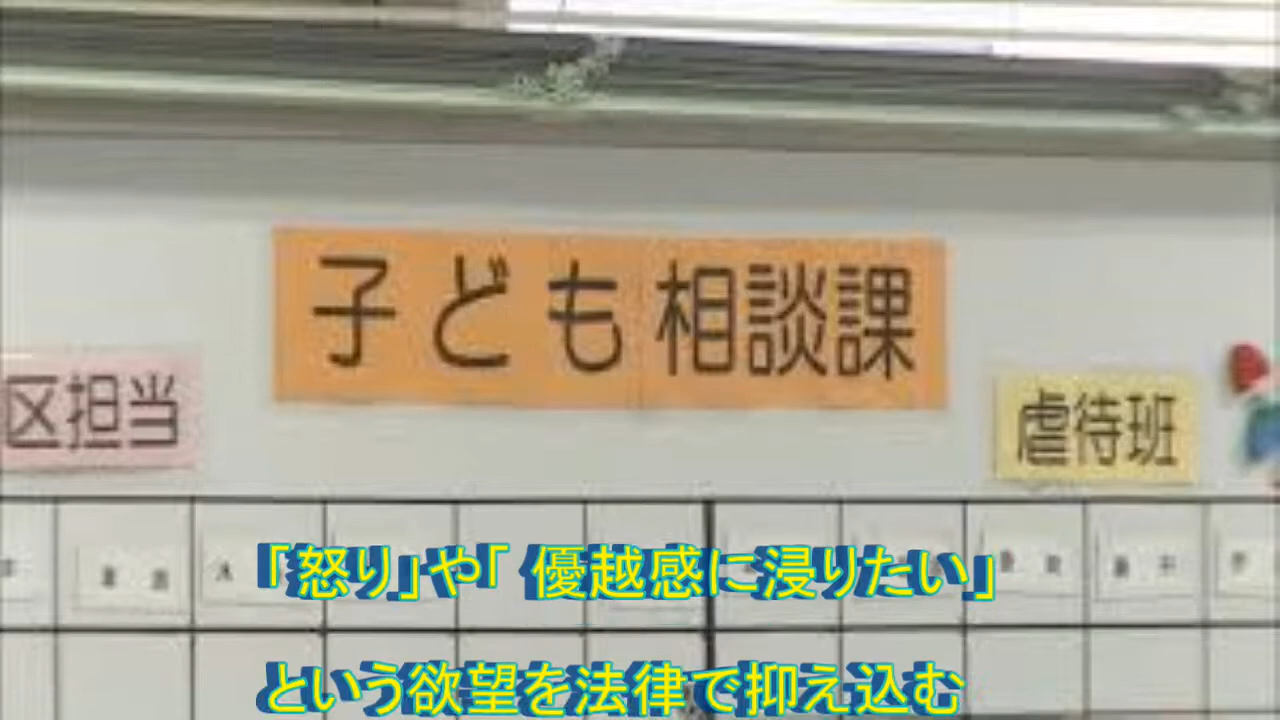 子ども相談課
区担当
虐待班
「怒り」や「優越感に浸りたい」
という欲望を法律で抑え込む